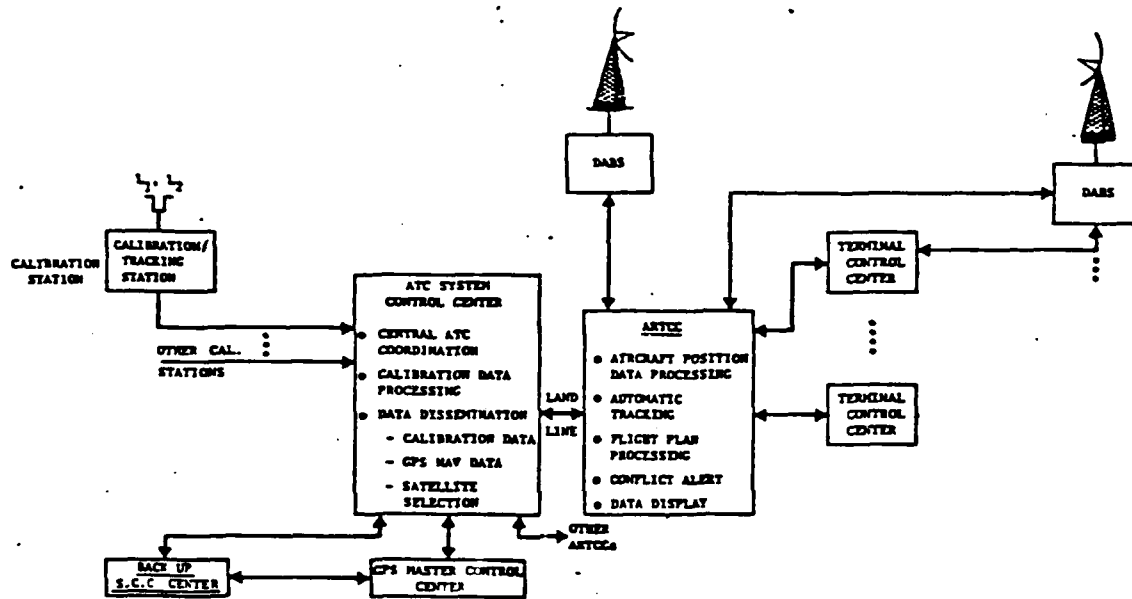 DABS
DABS
L1, L2
CALIBRATION/
TRACKING
STATION
CALIBRATION
STATION
TERMINAL
CONTROL
CENTER
ATC SYSTEM
CONTROL CENTER
• CENTRAL ATC
COORDINATION
• CALIBRATION DATA
PROCESSING
• DATA DISSEMINATION
- CALIBRATION DATA
- GPS NAV DATA
- SATELLITE
SELECTION
OTHER CAL.
STATIONS
LAND
LINE
ARTCC
• AIRCRAFT POSITION
DATA PROCESSING
• AUTOMATIC
TRACKING
• FLIGHT PLAN
PROCESSING
• CONFLICT ALERT
• DATA DISPLAY
TERMINAL
CONTROL
CENTER
OTHER
ARTCCs
BACK UP
S.C.C CENTER
GPS MASTER CONTROL
CENTER